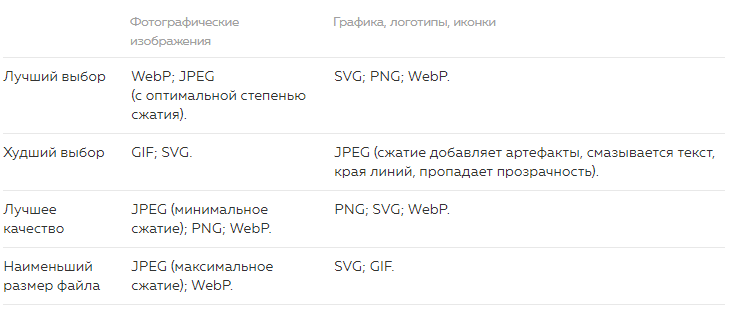 Фотографические
изображения
Графика, логотипы, иконки
Лучший выбор
WebP; JPEG
(с оптимальной степенью
сжатия).
SVG; PNG; WebP.
Худший выбор
GIF; SVG.
JPEG (сжатие добавляет артефакты, смазывается текст,
края линий, пропадает прозрачность).
Лучшее
качество
JPEG (минимальное
сжатие); PNG; WebP.
PNG; SVG; WebP.
Наименьший
размер файла
JPEG (максимальное
сжатие); WebP.
SVG; GIF.